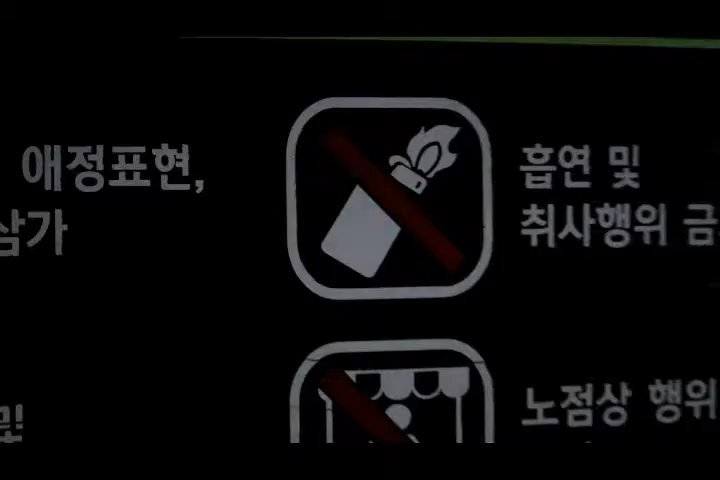 애정표현,
삼가
흡연 및
취사행위 금
노점상 행위
및